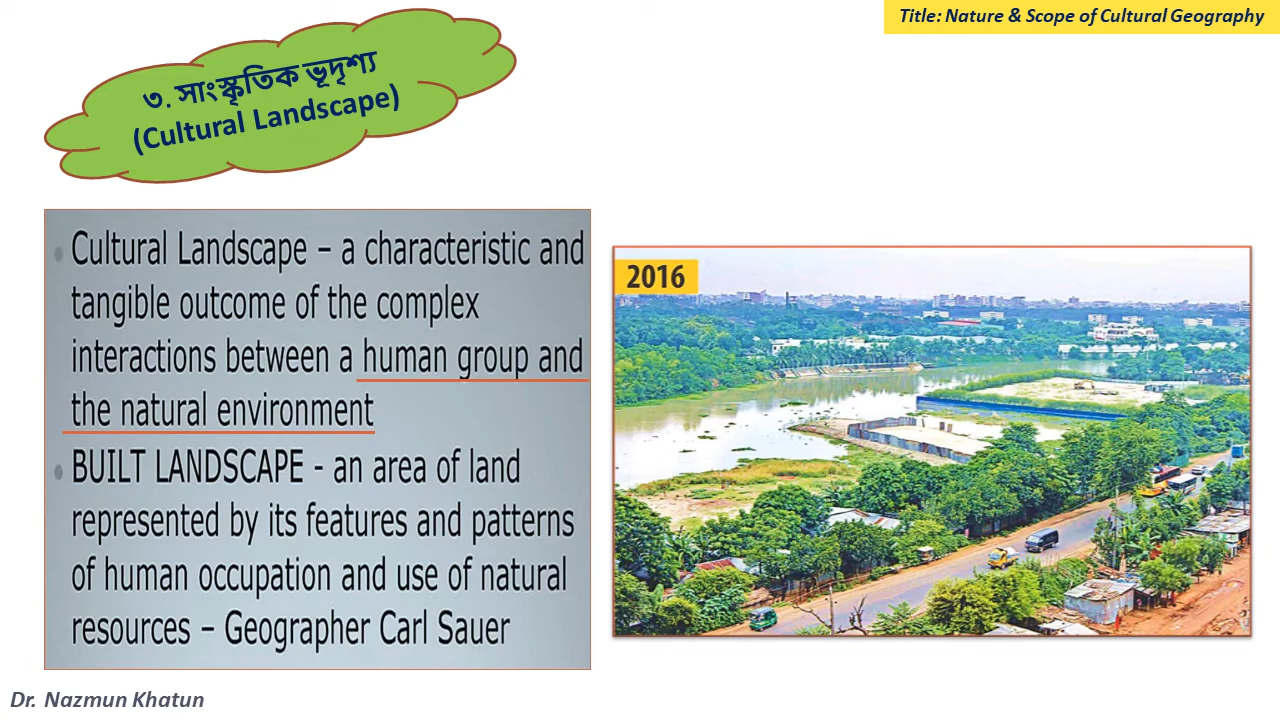 Title: Nature & Scope of Cultural Geography
৩. সাংস্কৃতিক ভূদৃশ্য
(Cultural Landscape)
Cultural Landscape – a characteristic and
tangible outcome of the complex
interactions between a human group and
the natural environment
BUILT LANDSCAPE - an area of land
represented by its features and patterns
of human occupation and use of natural
resources – Geographer Carl Sauer
2016
Dr. Nazmun Khatun